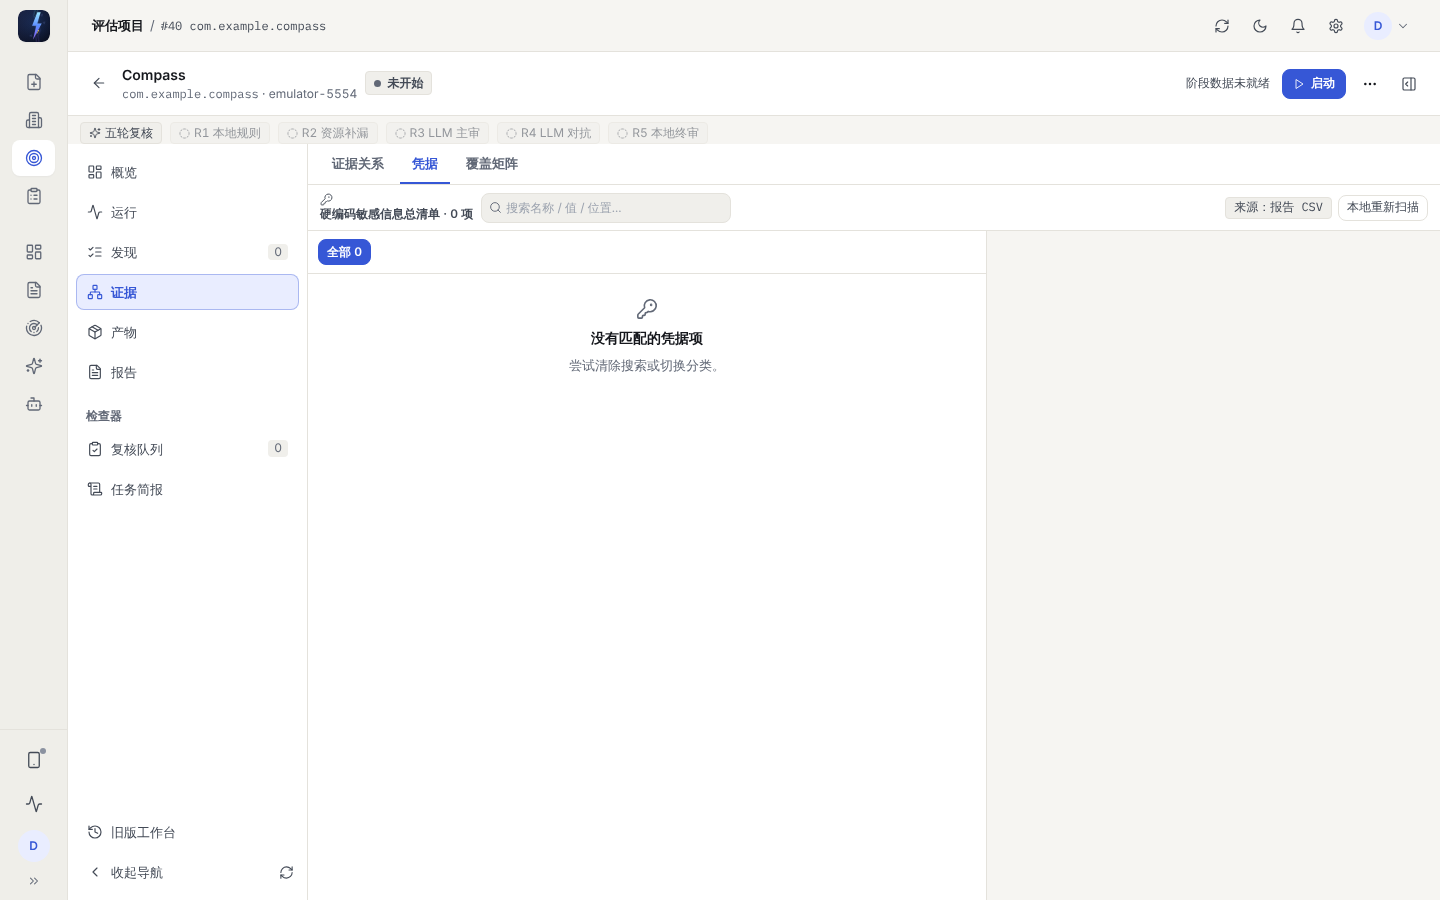 评估项目 / #40 com.example.compass
D
Compass
com.example.compass · emulator-5554
未开始
阶段数据未就绪
启动
五轮复核
R1 本地规则
R2 资源补漏
R3 LLM 主审
R4 LLM 对抗
R5 本地终审
概览
运行
发现 0
证据
产物
报告
检查器
复核队列 0
任务简报
旧版工作台
收起导航
D
证据关系
凭据
覆盖矩阵
硬编码敏感信息总清单 · 0 项
搜索名称 / 值 / 位置...
来源：报告 CSV
本地重新扫描
全部 0
没有匹配的凭据项
尝试清除搜索或切换分类。